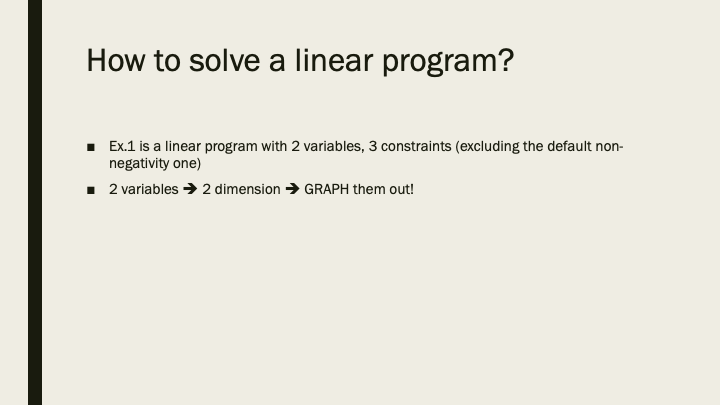 How to solve a linear program?
▪ Ex.1 is a linear program with 2 variables, 3 constraints (excluding the default non-
negativity one)
▪ 2 variables ➔ 2 dimension ➔ GRAPH them out!